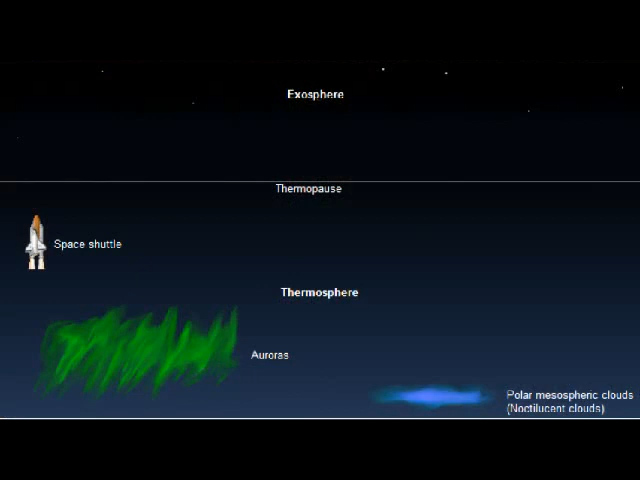 Exosphere
Thermopause
Space shuttle
Thermosphere
Auroras
Polar mesospheric clouds
(Noctilucent clouds)